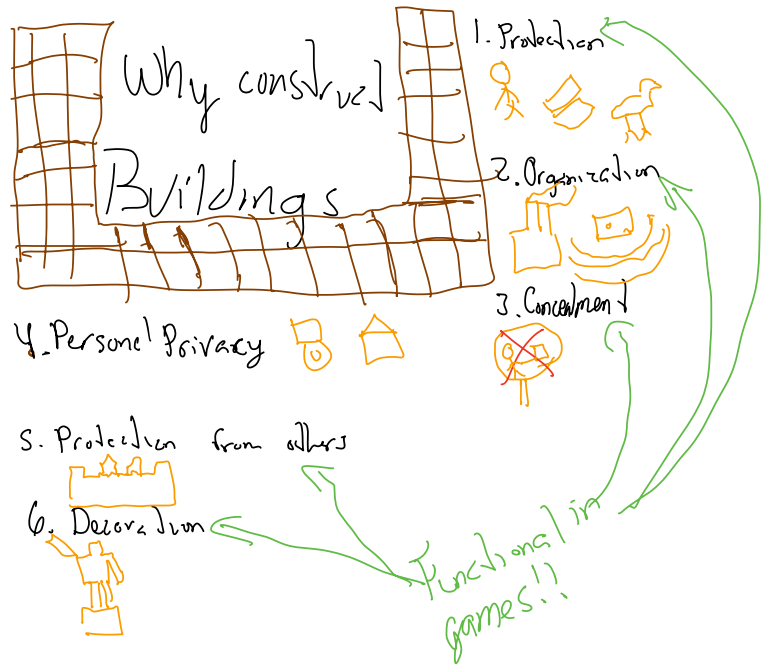 Why construct
Buildings
1. Protection
2. Organization
3. Concealment
4. Personal Privacy
5. Protection from others
6. Decoration
Functional in
games!!